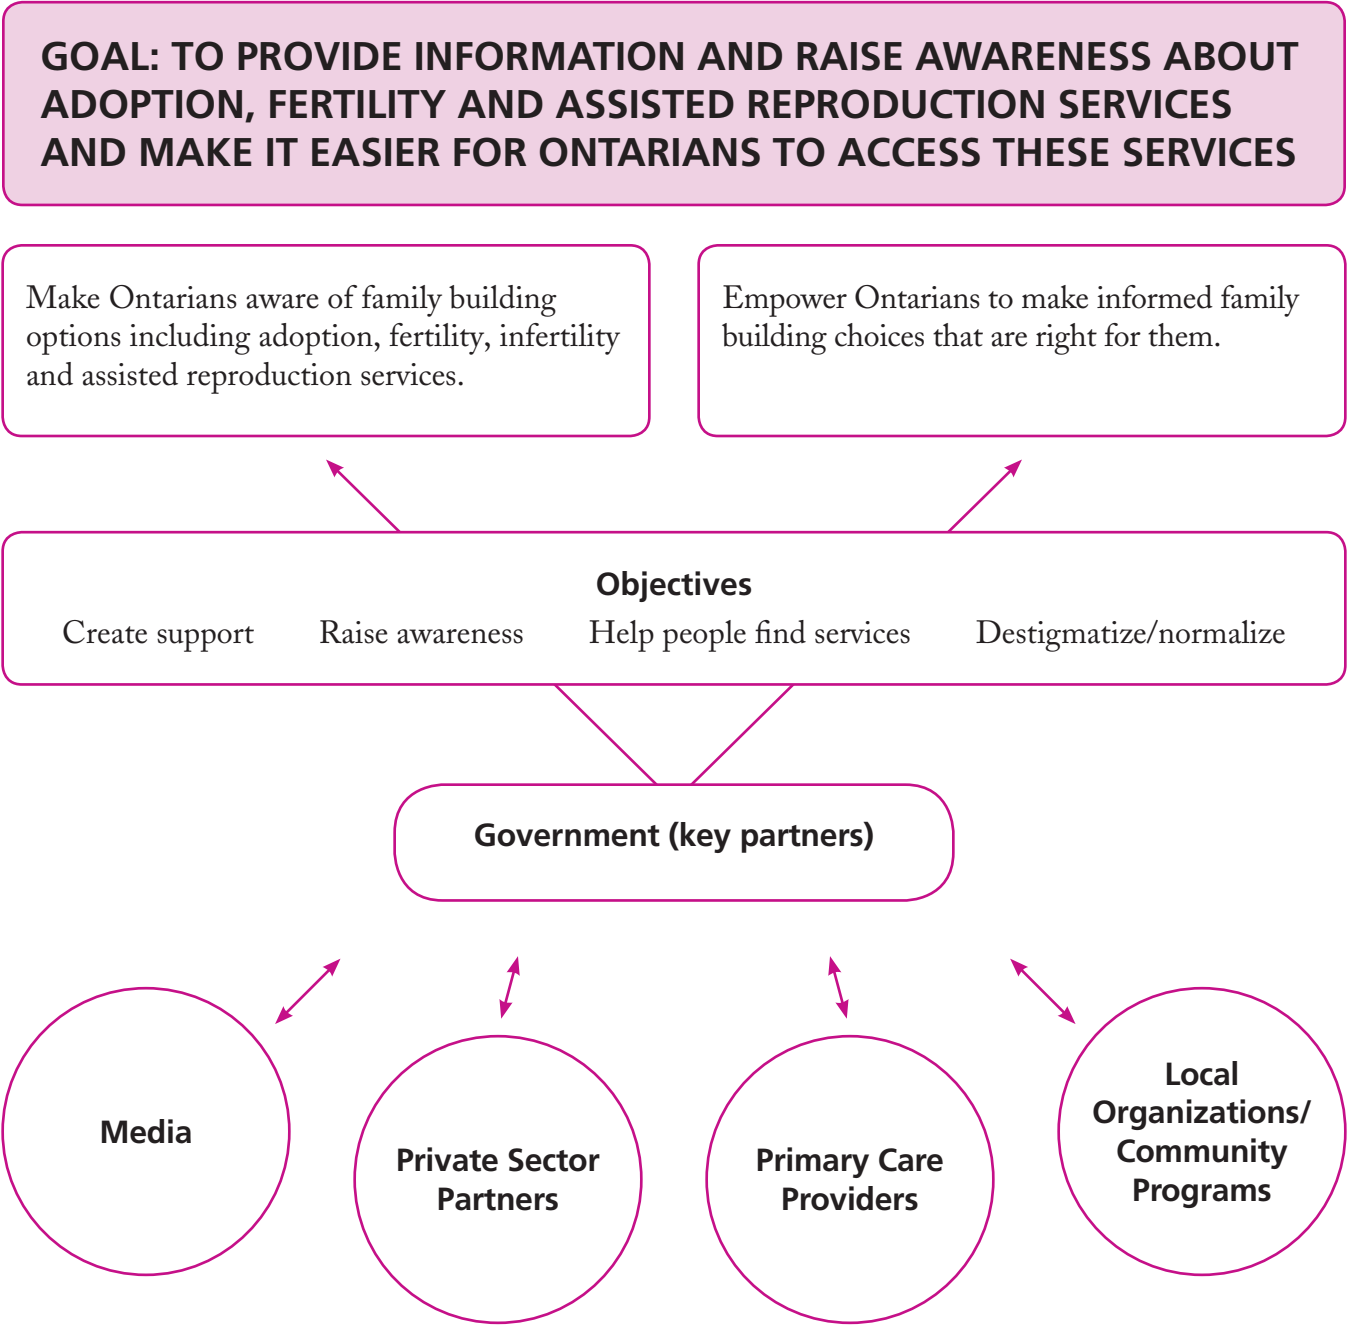 GOAL: TO PROVIDE INFORMATION AND RAISE AWARENESS ABOUT
ADOPTION, FERTILITY AND ASSISTED REPRODUCTION SERVICES
AND MAKE IT EASIER FOR ONTARIANS TO ACCESS THESE SERVICES
Make Ontarians aware of family building
options including adoption, fertility, infertility
and assisted reproduction services.
Empower Ontarians to make informed family
building choices that are right for them.
Objectives
Create support Raise awareness Help people find services Destigmatize/normalize
Government (key partners)
Media
Private Sector
Partners
Primary Care
Providers
Local
Organizations/
Community
Programs